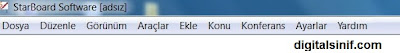 StarBoard Software [adsız]
Dosya Düzenle Görünüm Araçlar Ekle Konu Konferans Ayarlar Yardım
digitalsinif.com